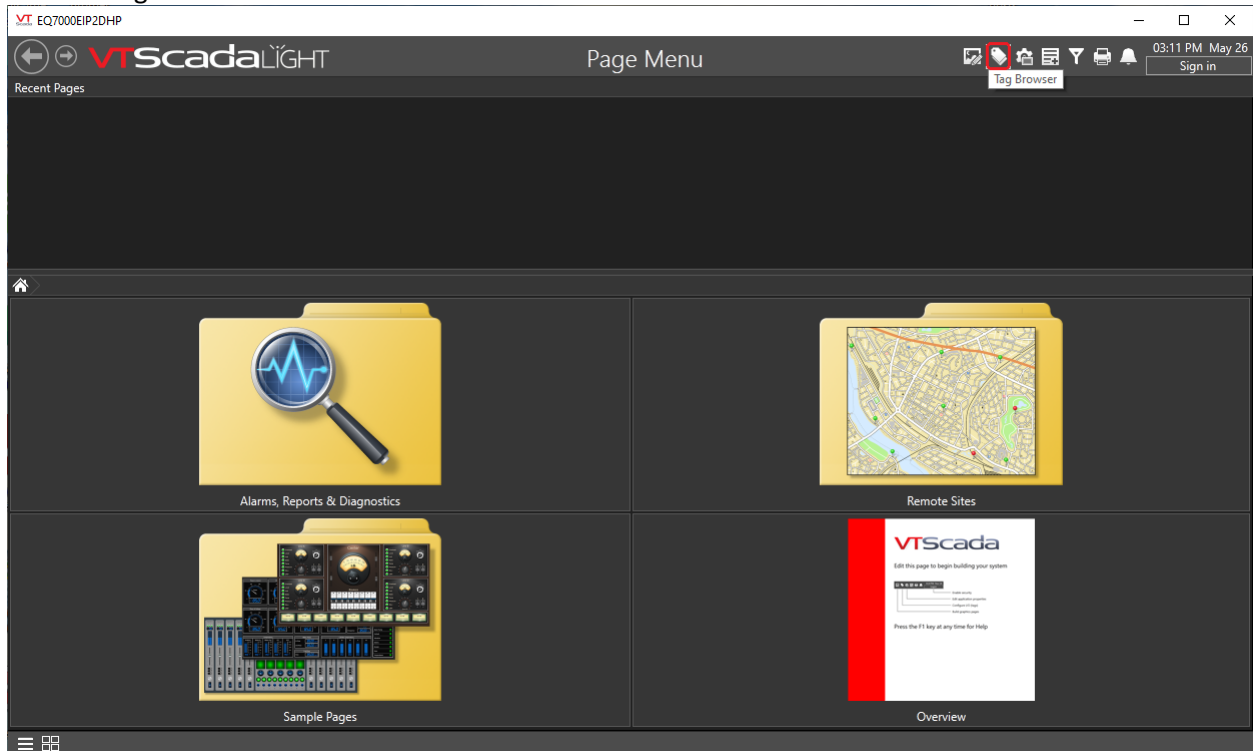 EQ7000EIP2DHP
VTScadaLIGHT
Page Menu
03:11 PM May 26
Sign in
Tag Browser
Recent Pages
Alarms, Reports & Diagnostics
Remote Sites
VTScada
Edit this page to begin building your system
Press the F1 key at any time for Help
Sample Pages
Overview